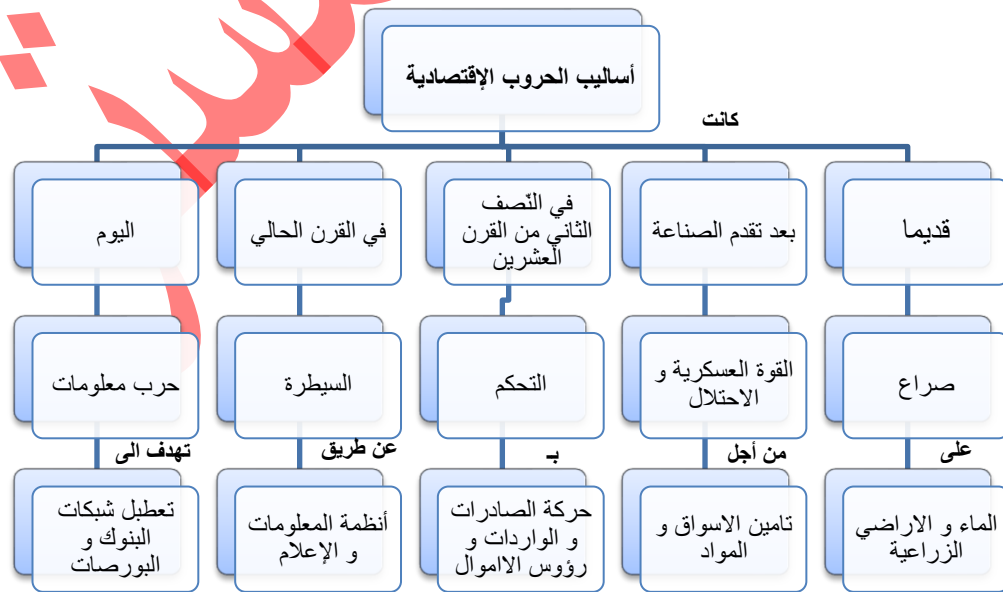 أساليب الحروب الإقتصادية
كانت
قديما
بعد تقدم الصناعة
في النّصف
الثاني من القرن
العشرين
في القرن الحالي
اليوم
صراع
القوة العسكرية و
الاحتلال
التحكم
السيطرة
حرب معلومات
على
من أجل
بـ
عن طريق
تهدف الى
الماء و الاراضي
الزراعية
تامين الاسواق و
المواد
حركة الصادرات
و الواردات و
رؤوس الااموال
أنظمة المعلومات
و الإعلام
تعطبل شبكات
البنوك و
البورصات